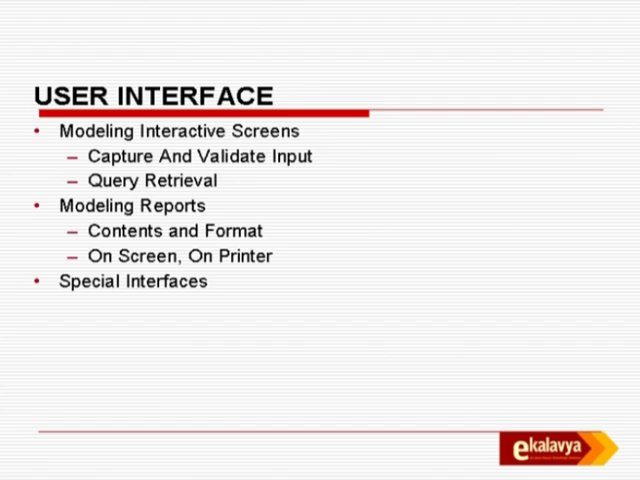 USER INTERFACE
• Modeling Interactive Screens
– Capture And Validate Input
– Query Retrieval
• Modeling Reports
– Contents and Format
– On Screen, On Printer
• Special Interfaces
ekalavya